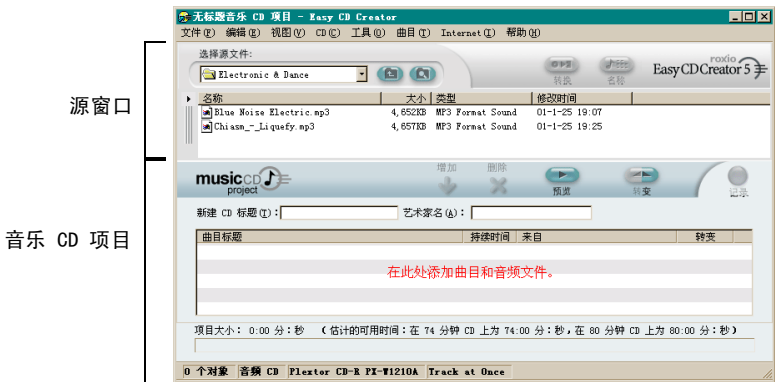 无标题音乐 CD 项目 - Easy CD Creator
文件(F) 编辑(E) 视图(V) CD(C) 工具(O) 曲目(T) Internet(I) 帮助(H)
选择源文件:
Electronic & Dance
转换 名称
roxio
Easy CD Creator 5
源窗口
名称 大小 类型 修改时间
Blue Noise Electric.mp3 4,652KB MP3 Format Sound 01-1-25 19:07
Chiasm_-_Liquefy.mp3 4,657KB MP3 Format Sound 01-1-25 19:25
musiccd
project
增加 删除 预览 转变 记录
音乐 CD 项目
新建 CD 标题(T): 艺术家名(A):
曲目标题 持续时间 来自 转变
在此处添加曲目和音频文件。
项目大小： 0:00 分：秒 (估计的可用时间：在 74 分钟 CD 上为 74:00 分：秒，在 80 分钟 CD 上为 80:00 分：秒)
0 个对象 音频 CD Plextor CD-R PX-W1210A Track at Once